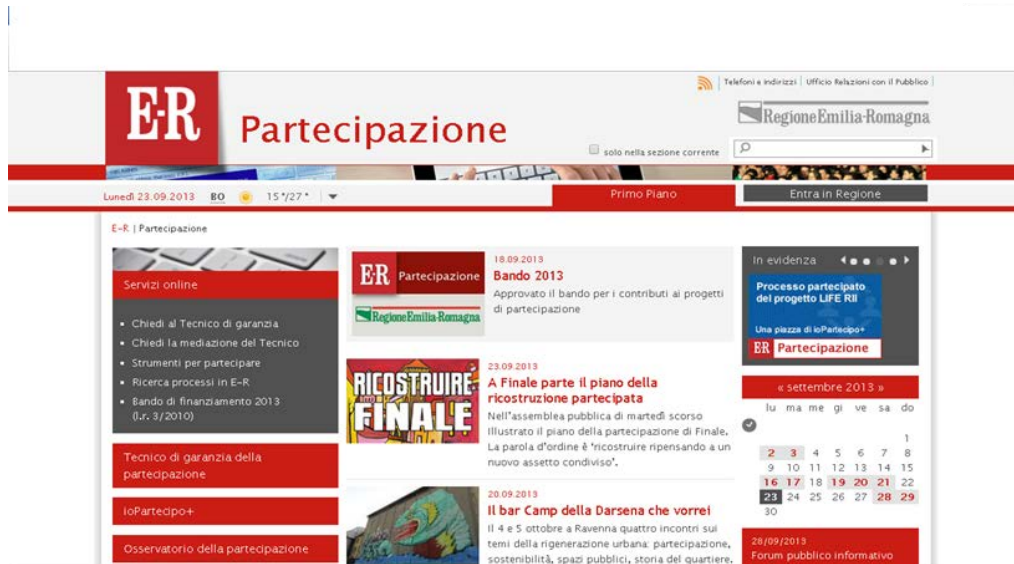 Telefoni e indirizzi | Ufficio Relazioni con il Pubblico |
E-R Partecipazione
RegioneEmilia-Romagna
solo nella sezione corrente
Lunedì 23.09.2013 BO 15°/27°
Primo Piano
Entra in Regione
E-R | Partecipazione
Servizi online
Chiedi al Tecnico di garanzia
Chiedi la mediazione del Tecnico
Strumenti per partecipare
Ricerca processi in E-R
Bando di finanziamento 2013
(l.r. 3/2010)
Tecnico di garanzia della
partecipazione
ioPartecipo+
Osservatorio della partecipazione
E-R Partecipazione
RegioneEmilia-Romagna
18.09.2013
Bando 2013
Approvato il bando per i contributi ai progetti
di partecipazione
RICOSTRUIRE
FINALE
23.09.2013
A Finale parte il piano della
ricostruzione partecipata
Nell'assemblea pubblica di martedì scorso
illustrato il piano della partecipazione di Finale.
La parola d'ordine è 'ricostruire ripensando a un
nuovo assetto condiviso'.
20.09.2013
Il bar Camp della Darsena che vorrei
Il 4 e 5 ottobre a Ravenna quattro incontri sui
temi della rigenerazione urbana: partecipazione,
sostenibilità, spazi pubblici, storia del quartiere.
In evidenza
Processo partecipato
del progetto LIFE RII
Una piazza di ioPartecipo+
E-R Partecipazione
« settembre 2013 »
lu ma me gi ve sa do
1
2 3 4 5 6 7 8
9 10 11 12 13 14 15
16 17 18 19 20 21 22
23 24 25 26 27 28 29
30
28/09/2013
Forum pubblico informativo